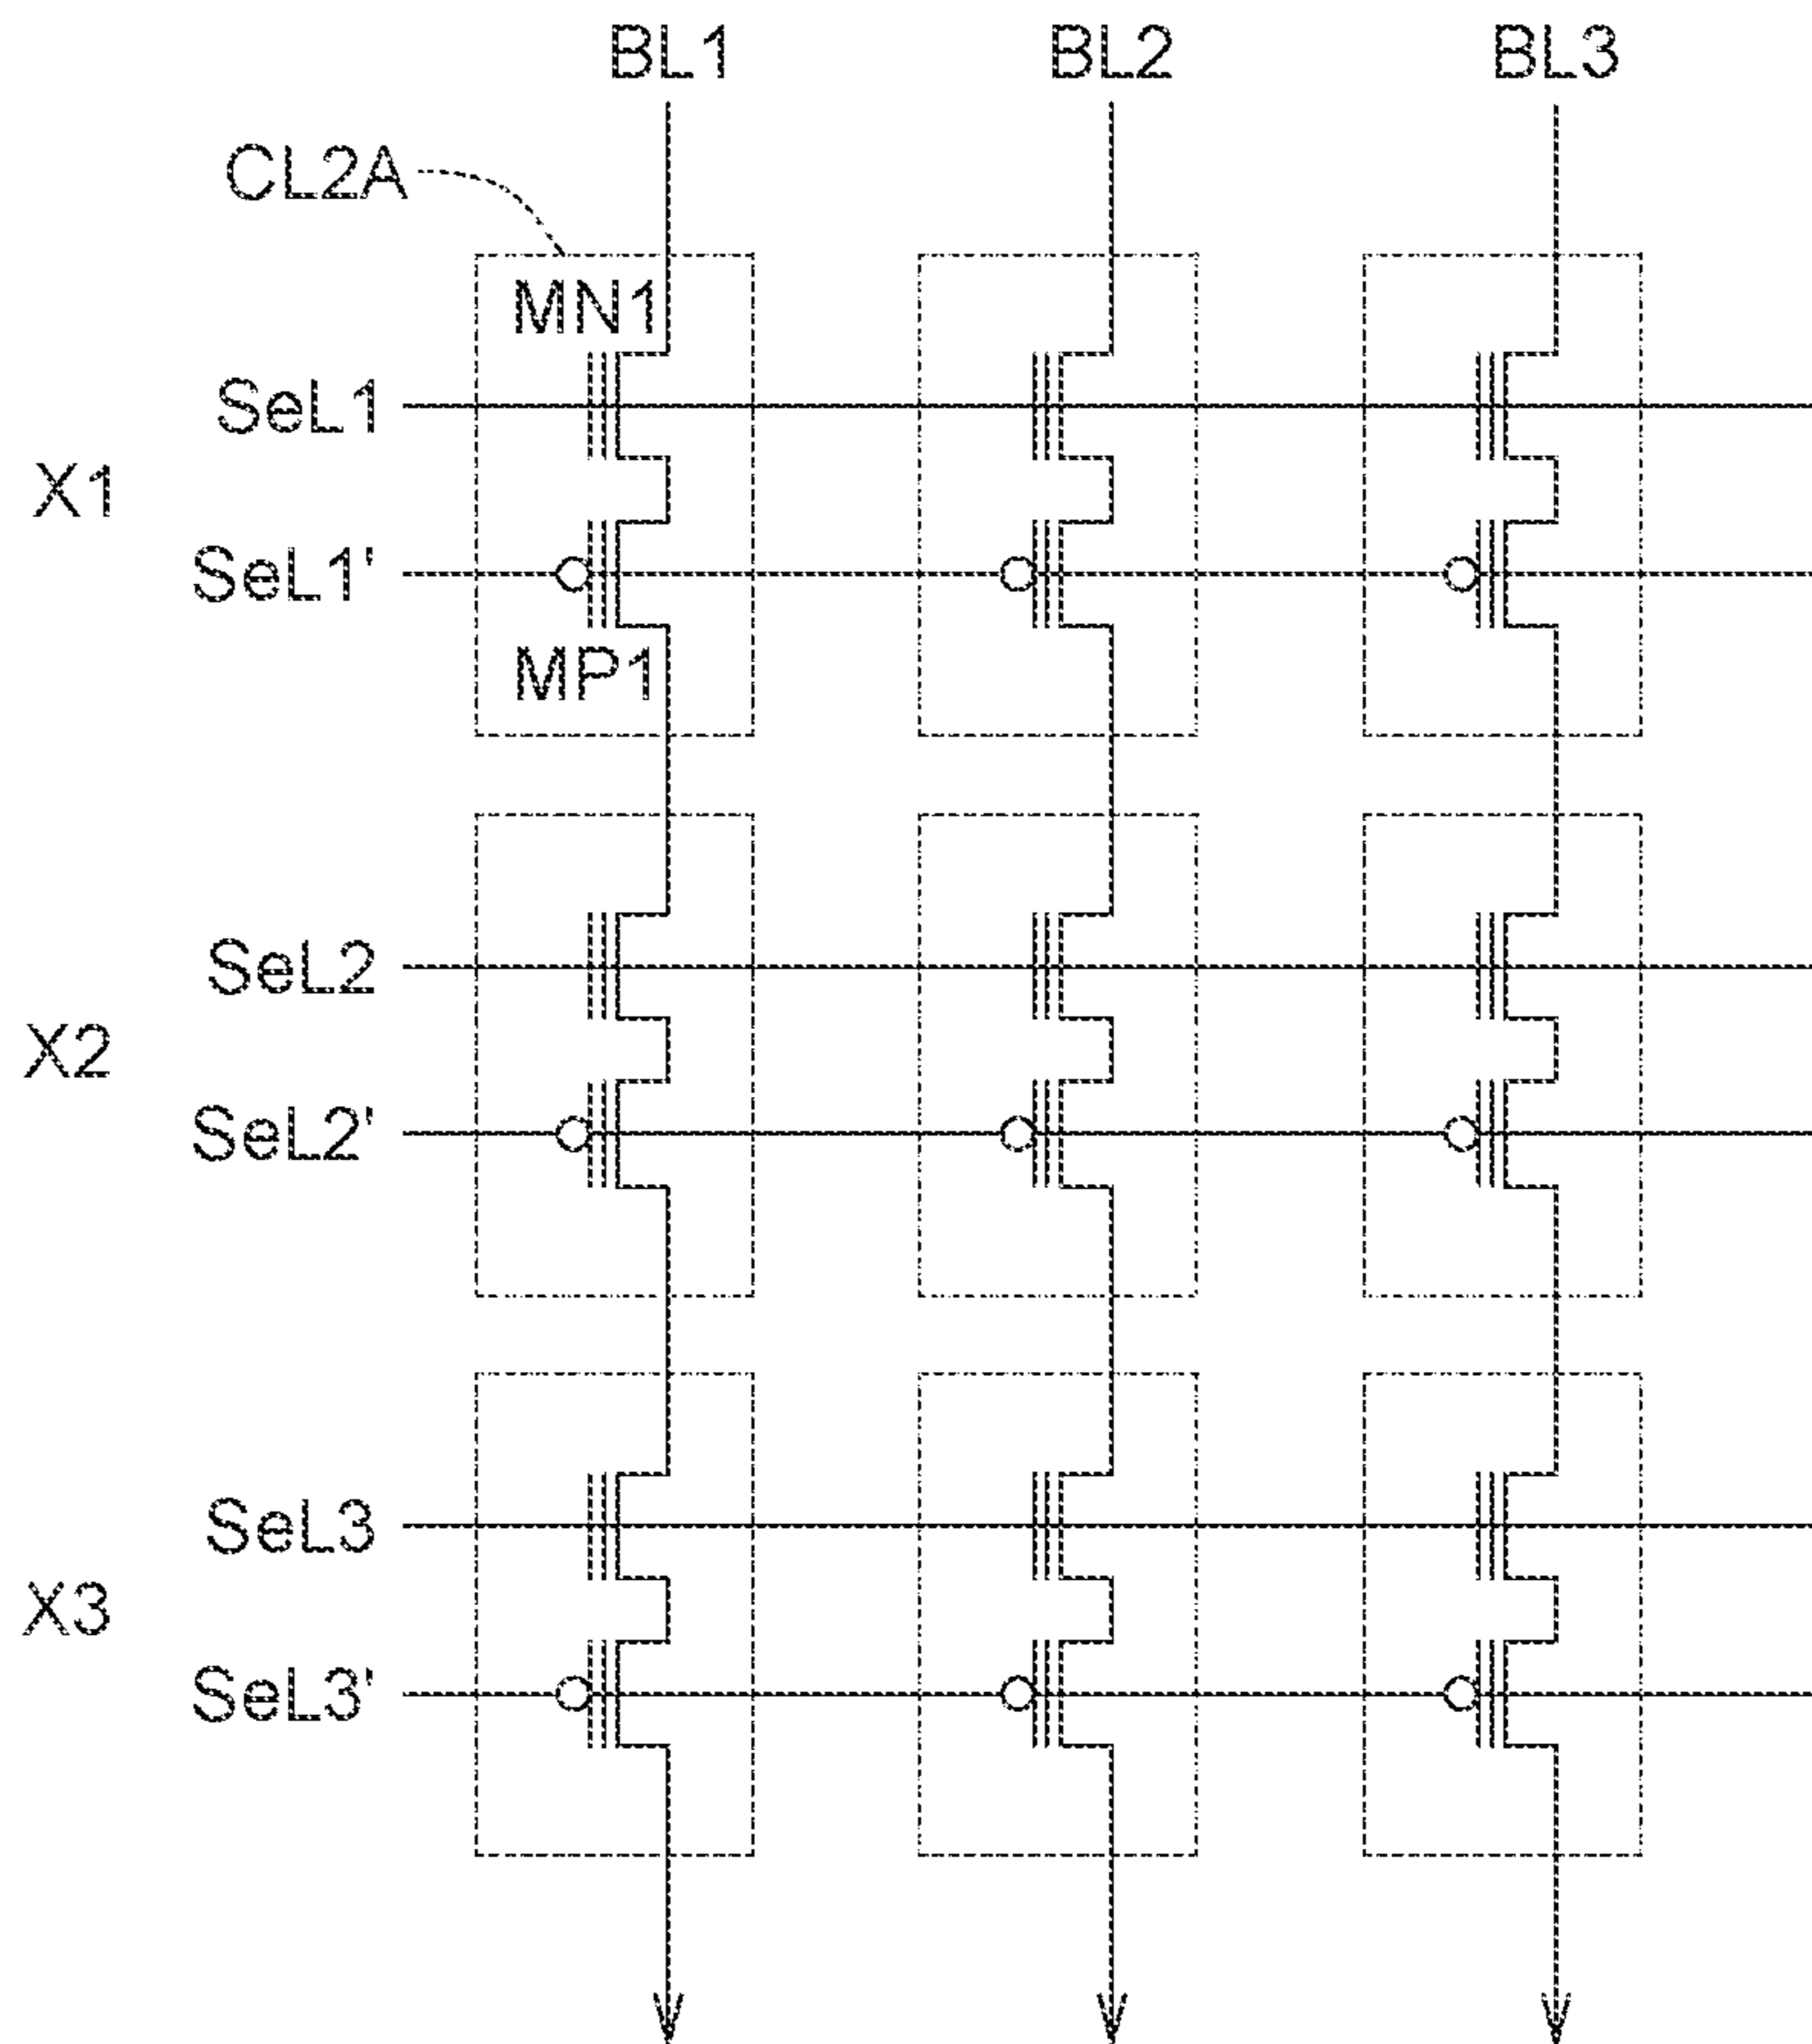 BL1 BL2 BL3
CL2A
MN1
SeL1
X1
SeL1'
MP1
SeL2
X2
SeL2'
SeL3
X3
SeL3'